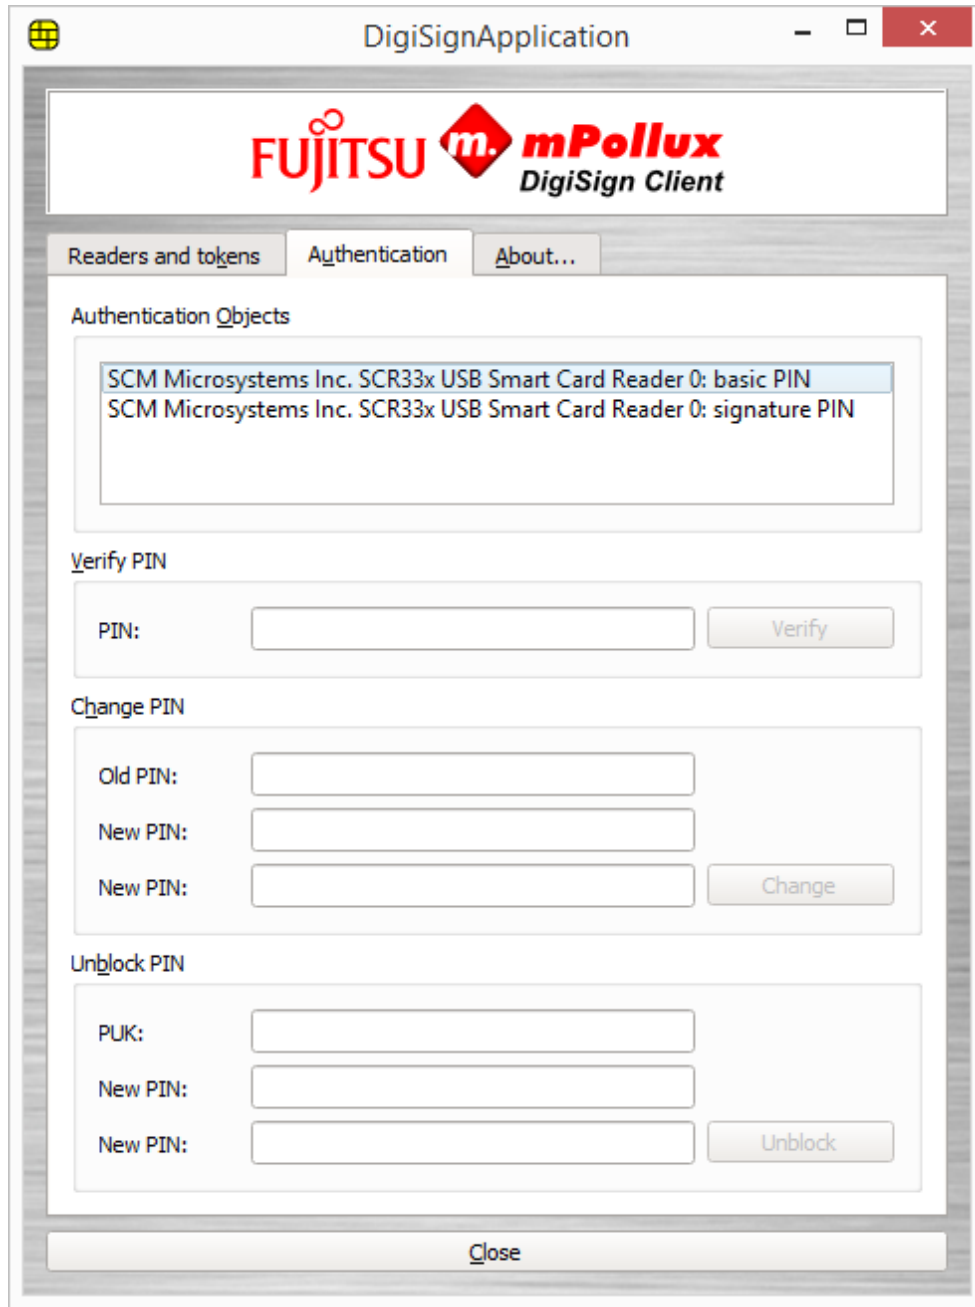 DigiSignApplication
FUJITSU m. mPollux
DigiSign Client
Readers and tokens Authentication About...
Authentication Objects
SCM Microsystems Inc. SCR33x USB Smart Card Reader 0: basic PIN
SCM Microsystems Inc. SCR33x USB Smart Card Reader 0: signature PIN
Verify PIN
PIN: Verify
Change PIN
Old PIN:
New PIN:
New PIN: Change
Unblock PIN
PUK:
New PIN:
New PIN: Unblock
Close